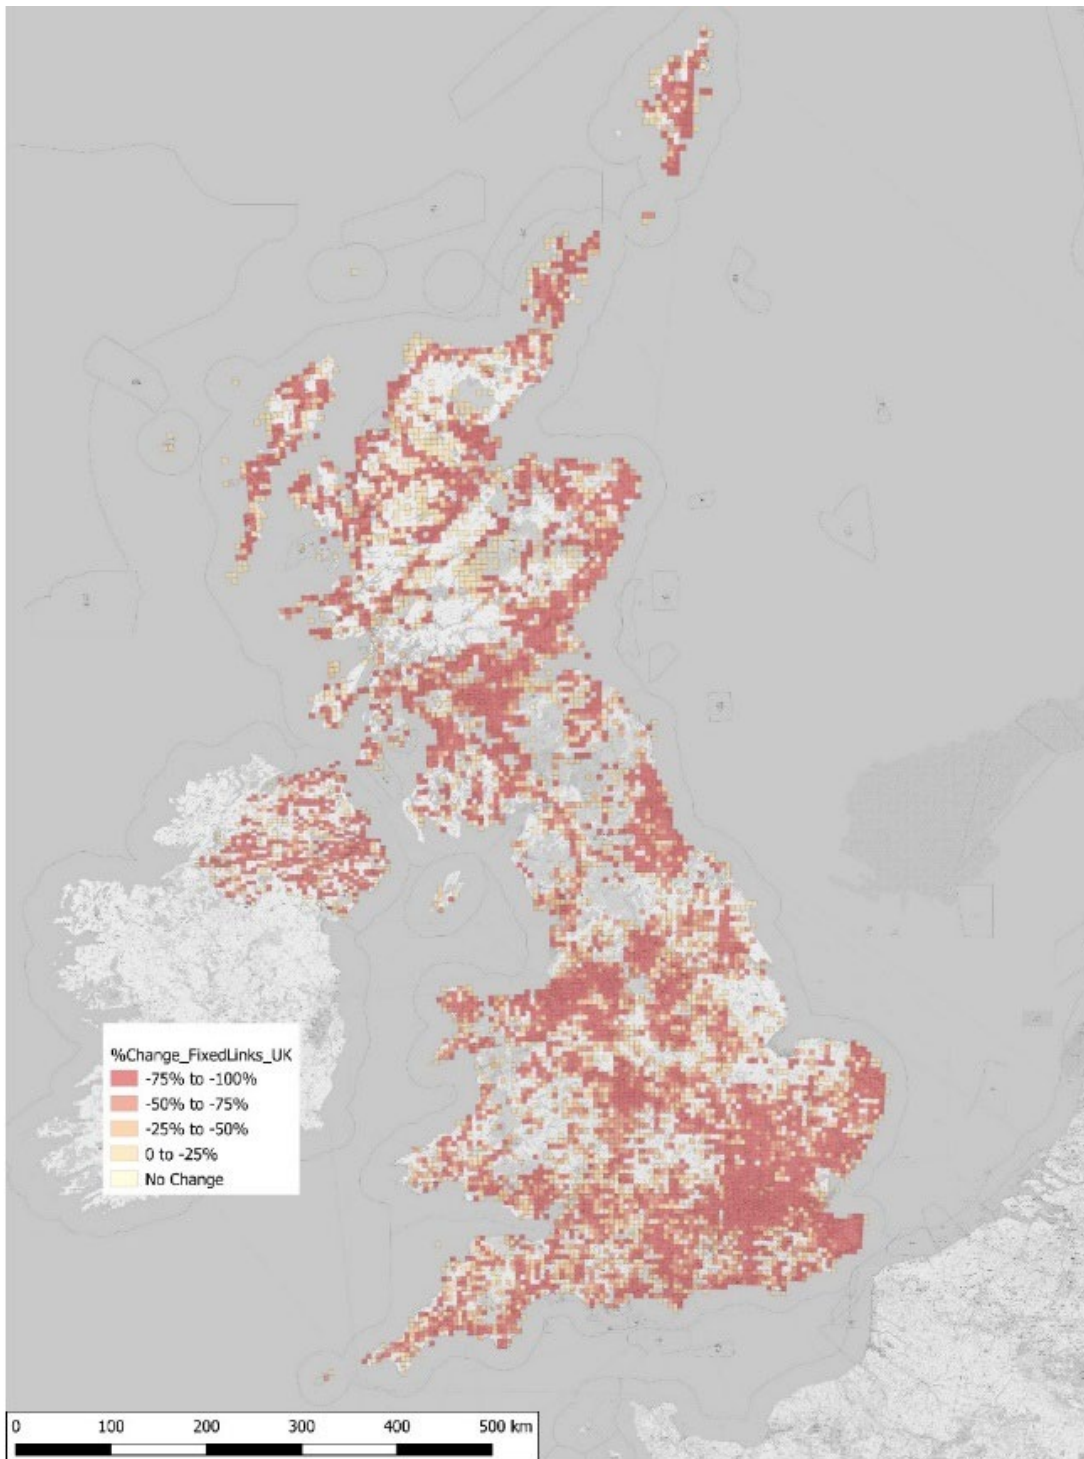 %Change_FixedLinks_UK
-75% to -100%
-50% to -75%
-25% to -50%
0 to -25%
No Change
0 100 200 300 400 500 km